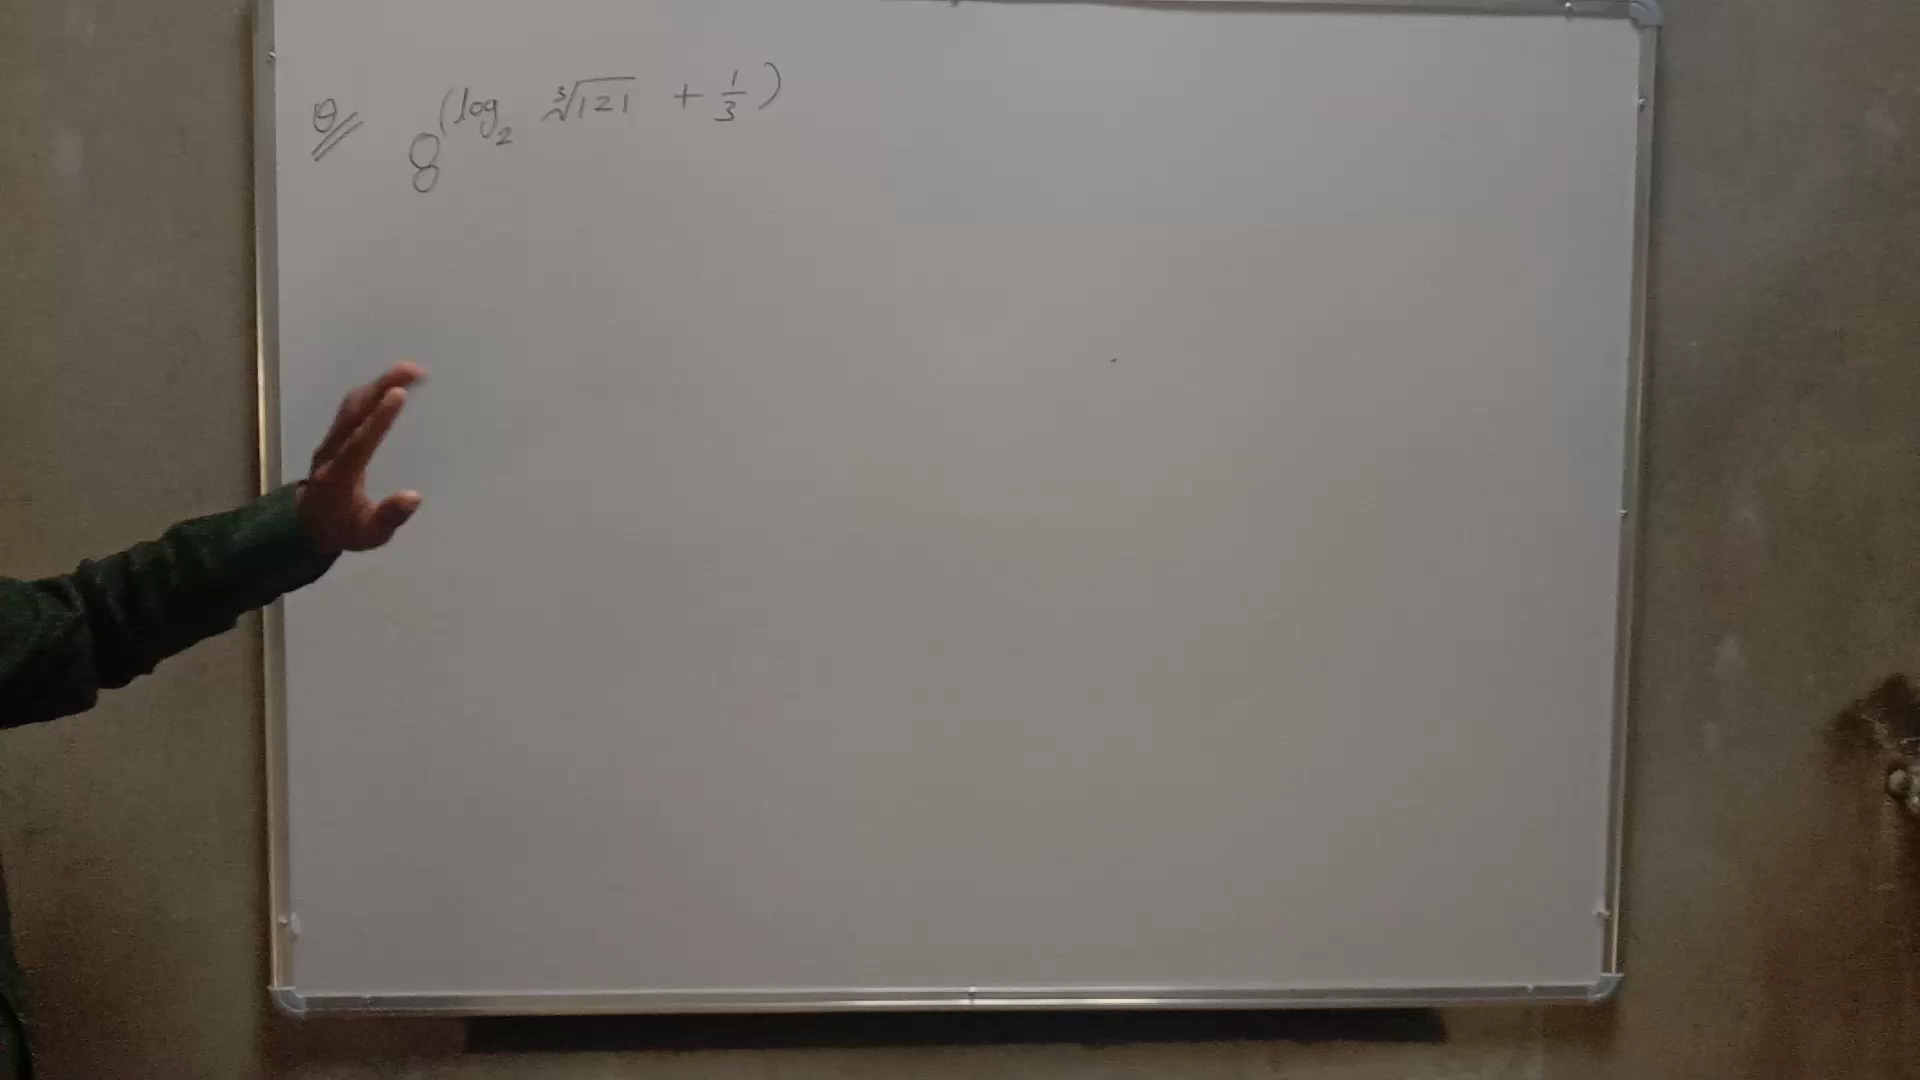 Q 8^(log₂ ∛121 + 1/3)